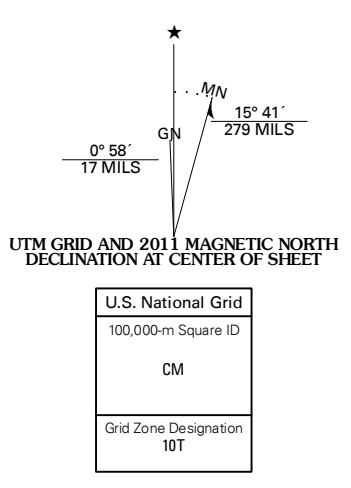 ★
MN
15° 41´
279 MILS
GN
0° 58´
17 MILS
UTM GRID AND 2011 MAGNETIC NORTH
DECLINATION AT CENTER OF SHEET
U.S. National Grid
100,000-m Square ID
CM
Grid Zone Designation
10T